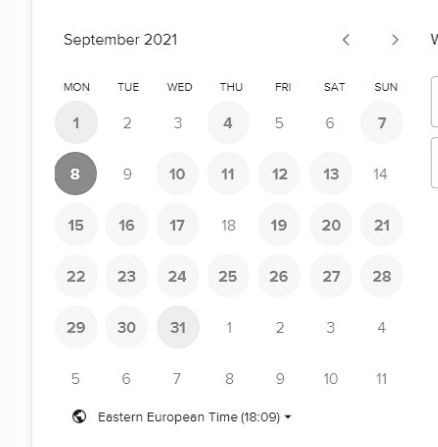 September 2021
MON TUE WED THU FRI SAT SUN
1 2 3 4 5 6 7
8 9 10 11 12 13 14
15 16 17 18 19 20 21
22 23 24 25 26 27 28
29 30 31 1 2 3 4
5 6 7 8 9 10 11
Eastern European Time (18:09)